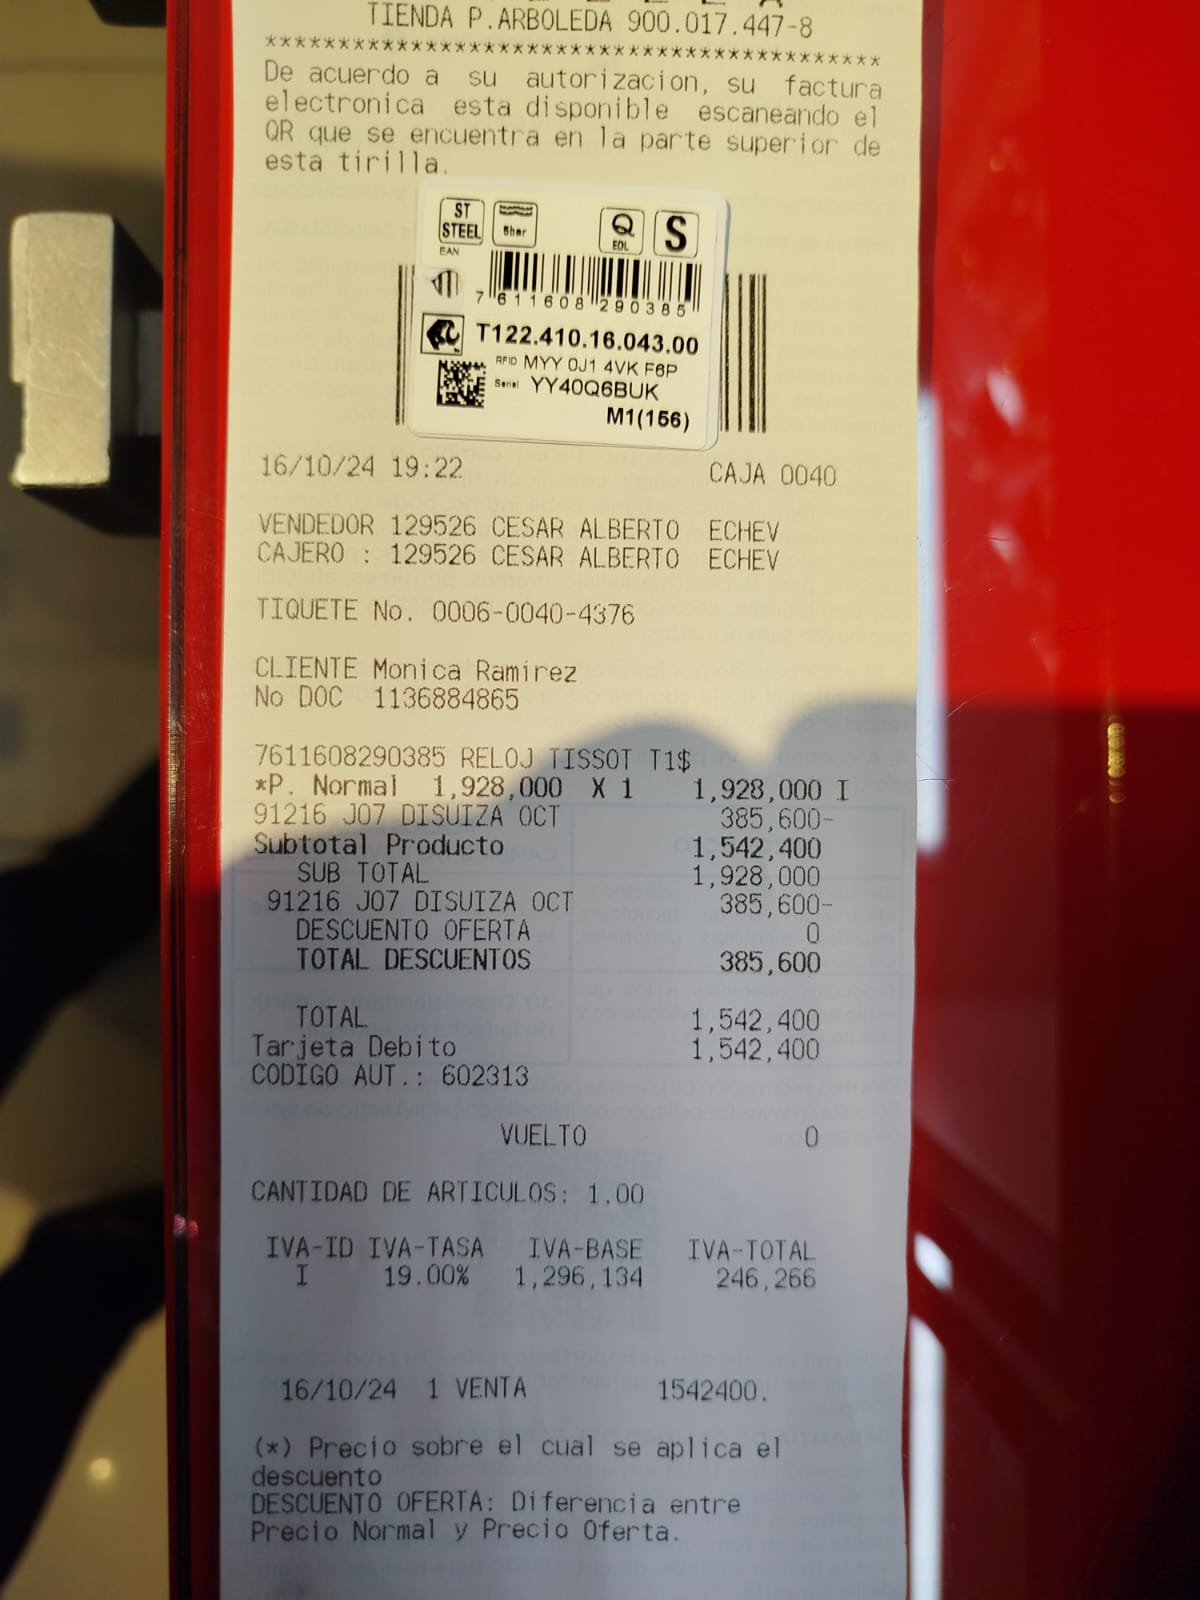 TIENDA P.ARBOLEDA 900.017.447-8
******************************************
De acuerdo a su autorizacion, su factura
electronica esta disponible escaneando el
QR que se encuentra en la parte superior de
esta tirilla.
ST STEEL
5bar
Q EOL
S
EAN
7 611608 290385
T122.410.16.043.00
RFID MYY 0J1 4VK F6P
Serial YY40Q6BUK
M1(156)
16/10/24 19:22 CAJA 0040
VENDEDOR 129526 CESAR ALBERTO ECHEV
CAJERO : 129526 CESAR ALBERTO ECHEV
TIQUETE No. 0006-0040-4376
CLIENTE Monica Ramirez
No DOC 1136884865
7611608290385 RELOJ TISSOT T1$
*P. Normal 1,928,000 X 1 1,928,000 I
91216 J07 DISUIZA OCT 385,600-
Subtotal Producto 1,542,400
SUB TOTAL 1,928,000
91216 J07 DISUIZA OCT 385,600-
DESCUENTO OFERTA 0
TOTAL DESCUENTOS 385,600
TOTAL 1,542,400
Tarjeta Debito 1,542,400
CODIGO AUT.: 602313
VUELTO 0
CANTIDAD DE ARTICULOS: 1.00
IVA-ID IVA-TASA IVA-BASE IVA-TOTAL
I 19.00% 1,296,134 246,266
16/10/24 1 VENTA 1542400.
(*) Precio sobre el cual se aplica el
descuento
DESCUENTO OFERTA: Diferencia entre
Precio Normal y Precio Oferta.